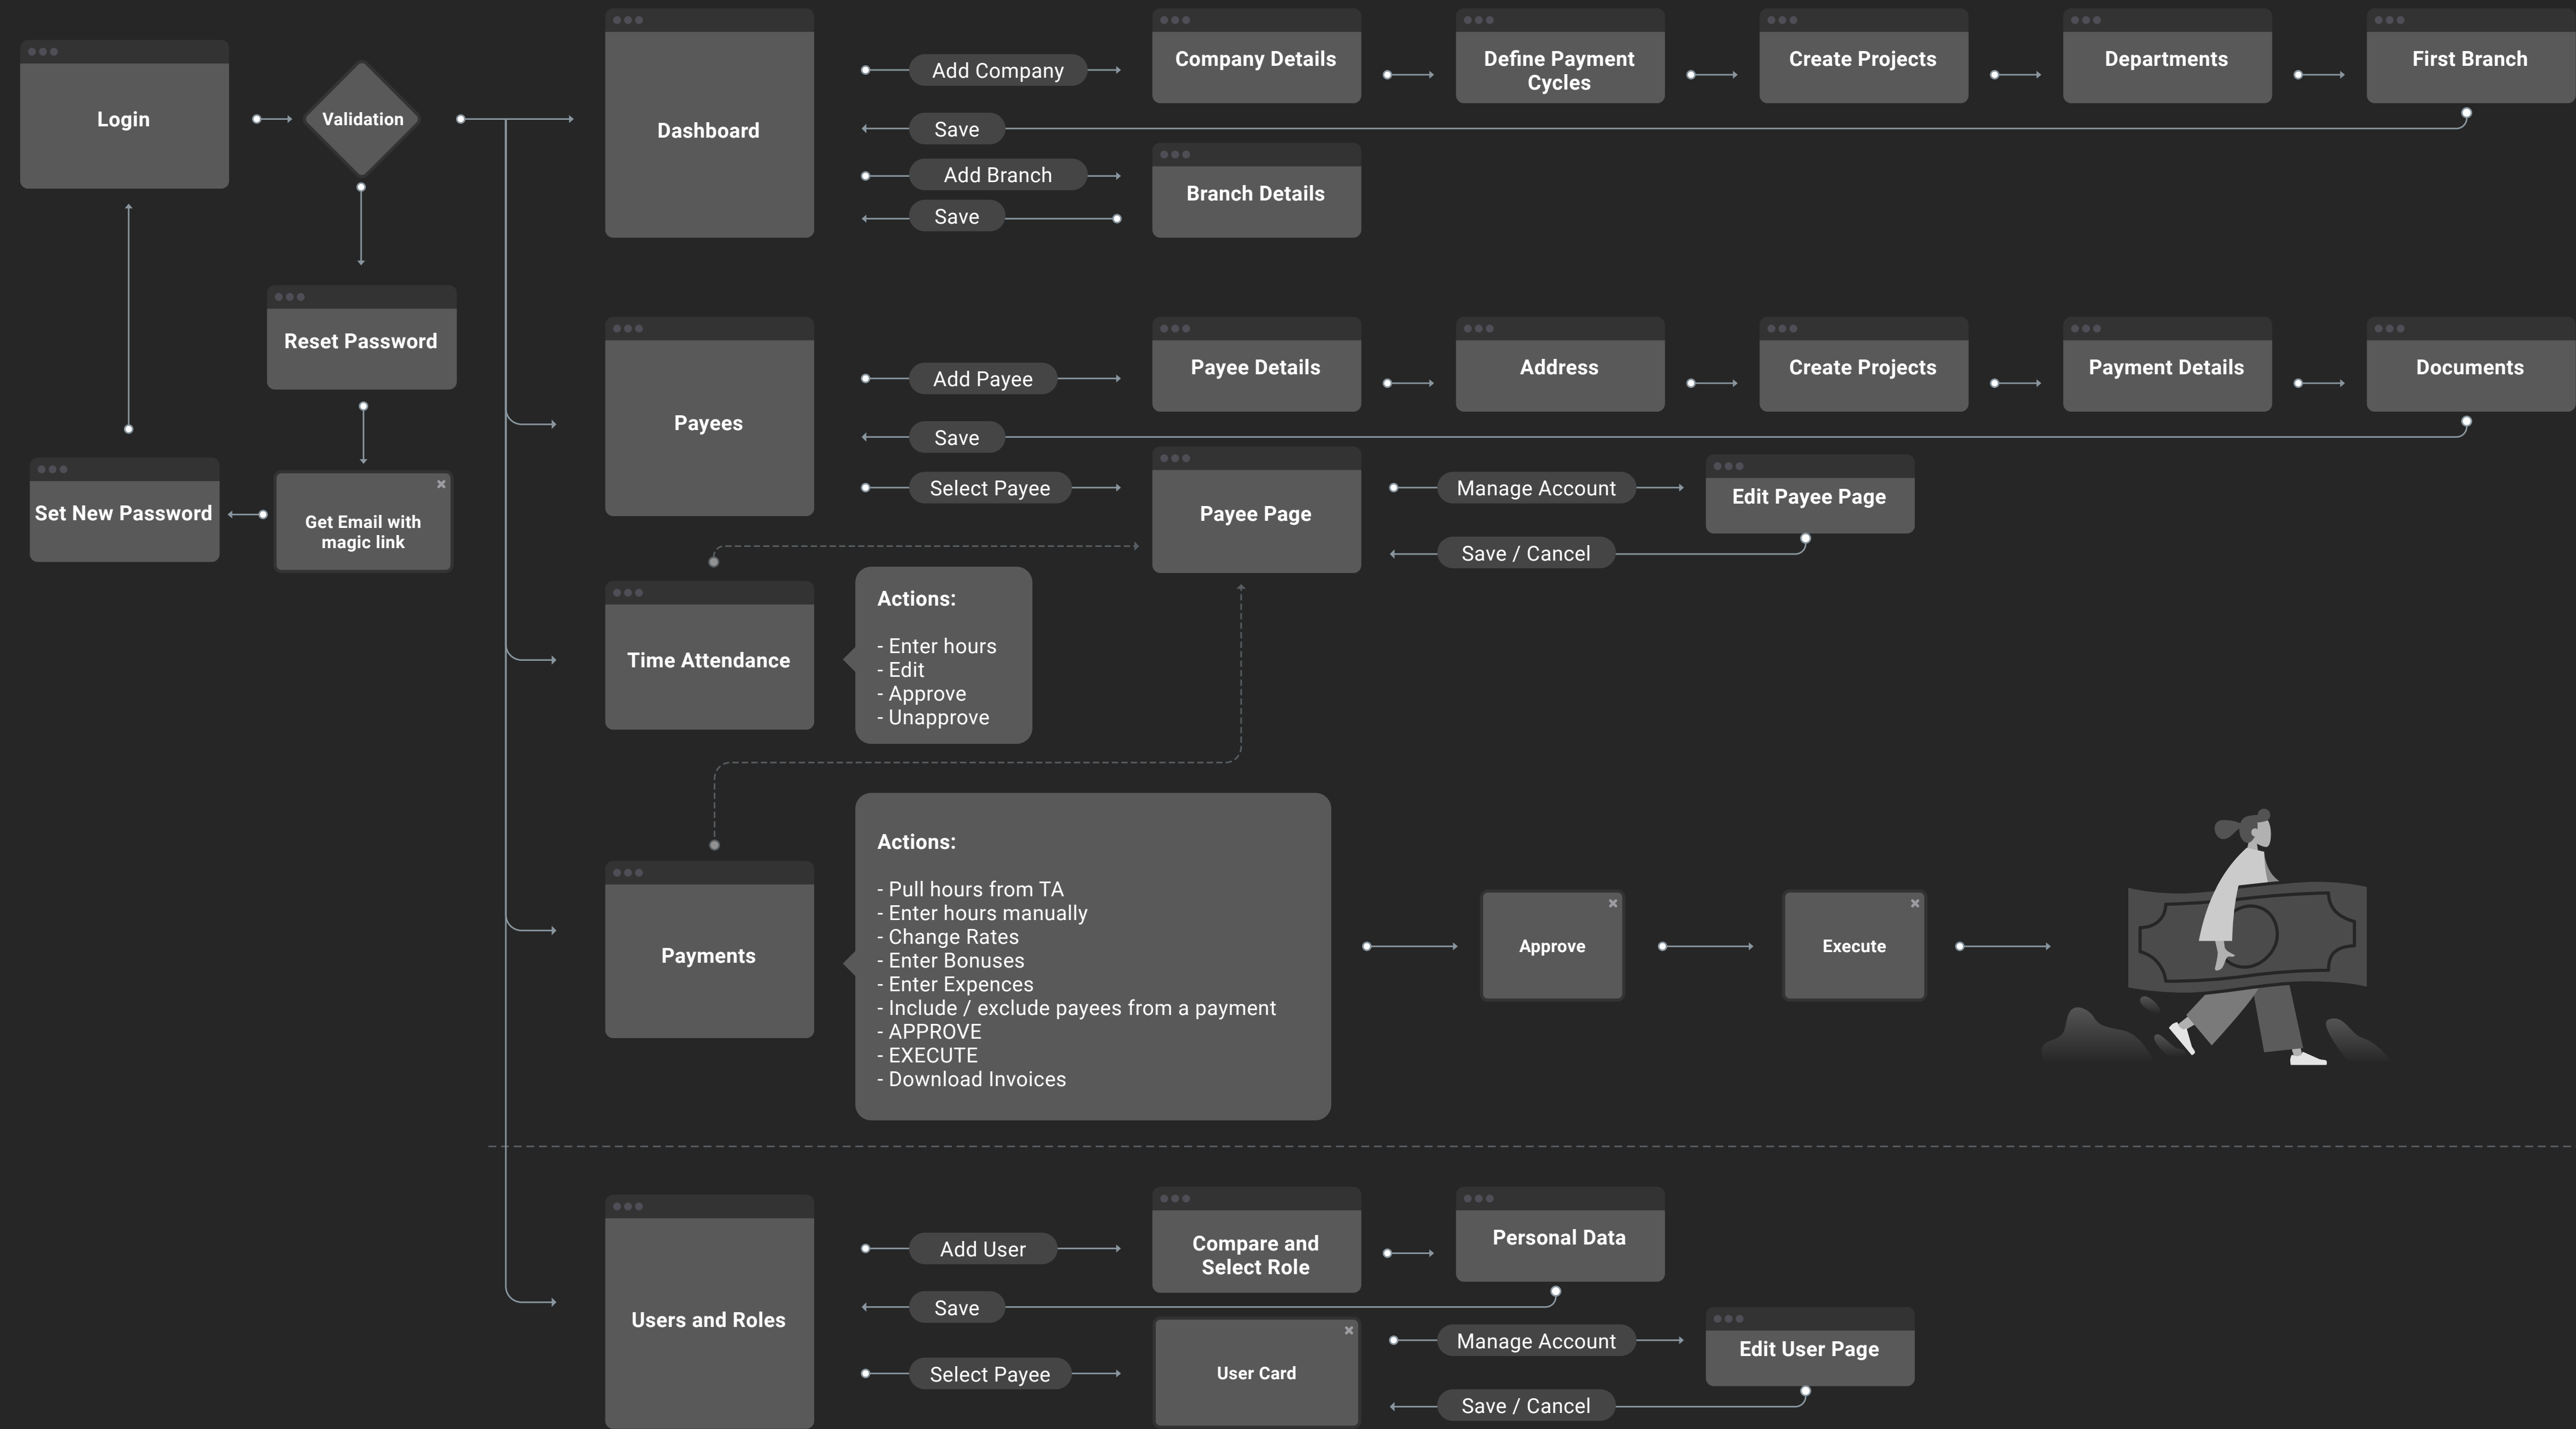 Login
Validation
Reset Password
Get Email with
magic link
Set New Password
Dashboard
Add Company
Company Details
Define Payment
Cycles
Create Projects
Departments
First Branch
Save
Add Branch
Branch Details
Save
Payees
Add Payee
Payee Details
Address
Create Projects
Payment Details
Documents
Save
Select Payee
Payee Page
Manage Account
Edit Payee Page
Save / Cancel
Time Attendance
Actions:
- Enter hours
- Edit
- Approve
- Unapprove
Payments
Actions:
- Pull hours from TA
- Enter hours manually
- Change Rates
- Enter Bonuses
- Enter Expences
- Include / exclude payees from a payment
- APPROVE
- EXECUTE
- Download Invoices
Approve
Execute
Users and Roles
Add User
Compare and
Select Role
Personal Data
Save
Select Payee
User Card
Manage Account
Edit User Page
Save / Cancel